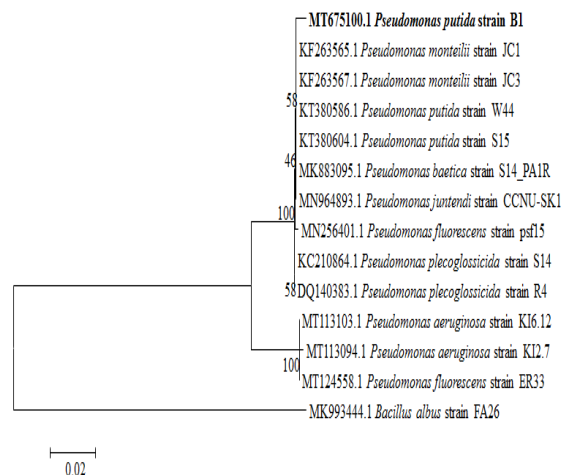 MT675100.1 Pseudomonas putida strain B1
KF263565.1 Pseudomonas monteilii strain JC1
KF263567.1 Pseudomonas monteilii strain JC3
58
KT380586.1 Pseudomonas putida strain W44
KT380604.1 Pseudomonas putida strain S15
46
MK883095.1 Pseudomonas baetica strain S14_PA1R
MN964893.1 Pseudomonas juntendi strain CCNU-SK1
100
MN256401.1 Pseudomonas fluorescens strain psf15
KC210864.1 Pseudomonas plecoglossicida strain S14
58
DQ140383.1 Pseudomonas plecoglossicida strain R4
MT113103.1 Pseudomonas aeruginosa strain KI6.12
MT113094.1 Pseudomonas aeruginosa strain KI2.7
100
MT124558.1 Pseudomonas fluorescens strain ER33
MK993444.1 Bacillus albus strain FA26
0.02